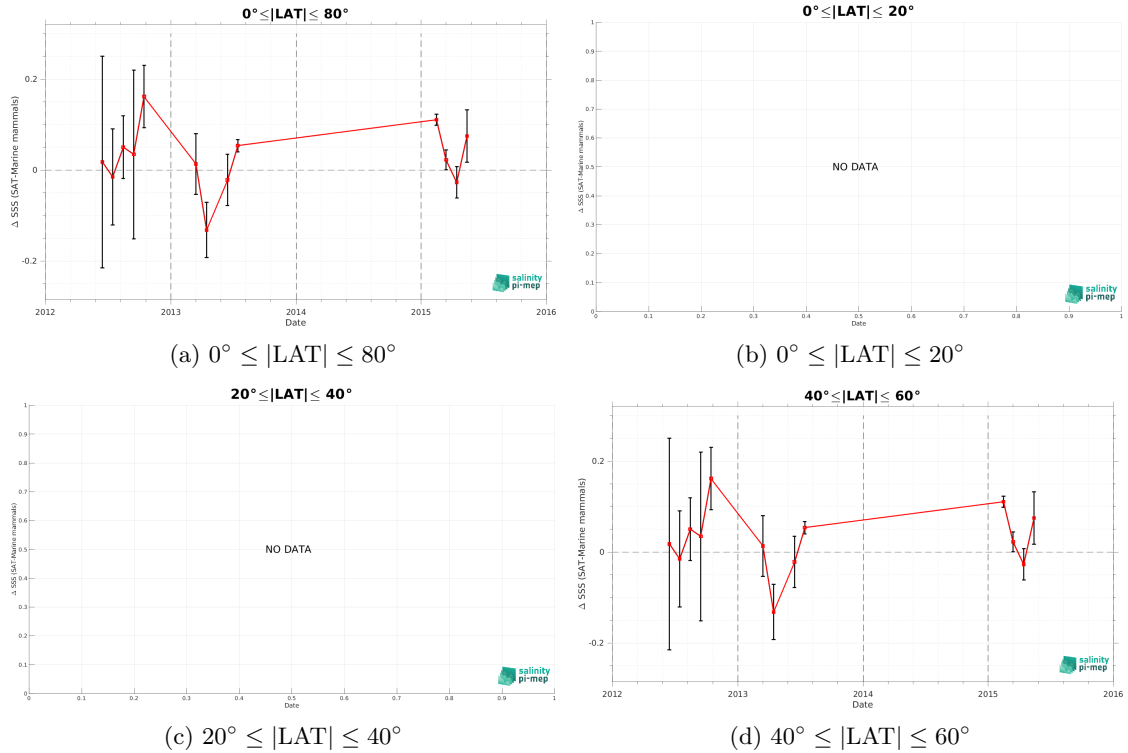 0°≤|LAT|≤ 80°
Δ SSS (SAT-Marine mammals)
0.2
0
-0.2
salinity
pi-mep
2012 2013 2014 2015 2016
Date
(a) 0° ≤ |LAT| ≤ 80°
0°≤|LAT|≤ 20°
Δ SSS (SAT-Marine mammals)
1
0.9
0.8
0.7
0.6
0.5
0.4
0.3
0.2
0.1
0
NO DATA
salinity
pi-mep
0 0.1 0.2 0.3 0.4 0.5 0.6 0.7 0.8 0.9 1
Date
(b) 0° ≤ |LAT| ≤ 20°
20°≤|LAT|≤ 40°
Δ SSS (SAT-Marine mammals)
1
0.9
0.8
0.7
0.6
0.5
0.4
0.3
0.2
0.1
0
NO DATA
salinity
pi-mep
0 0.1 0.2 0.3 0.4 0.5 0.6 0.7 0.8 0.9 1
Date
(c) 20° ≤ |LAT| ≤ 40°
40°≤|LAT|≤ 60°
Δ SSS (SAT-Marine mammals)
0.2
0
-0.2
salinity
pi-mep
2012 2013 2014 2015 2016
Date
(d) 40° ≤ |LAT| ≤ 60°